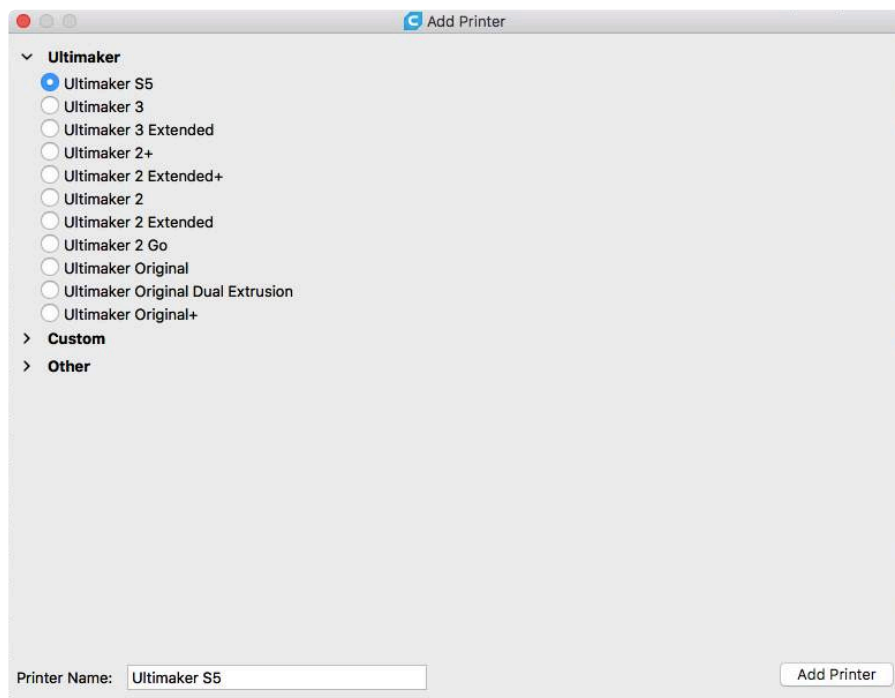 Add Printer
Ultimaker
Ultimaker S5
Ultimaker 3
Ultimaker 3 Extended
Ultimaker 2+
Ultimaker 2 Extended+
Ultimaker 2
Ultimaker 2 Extended
Ultimaker 2 Go
Ultimaker Original
Ultimaker Original Dual Extrusion
Ultimaker Original+
Custom
Other
Printer Name: Ultimaker S5 Add Printer